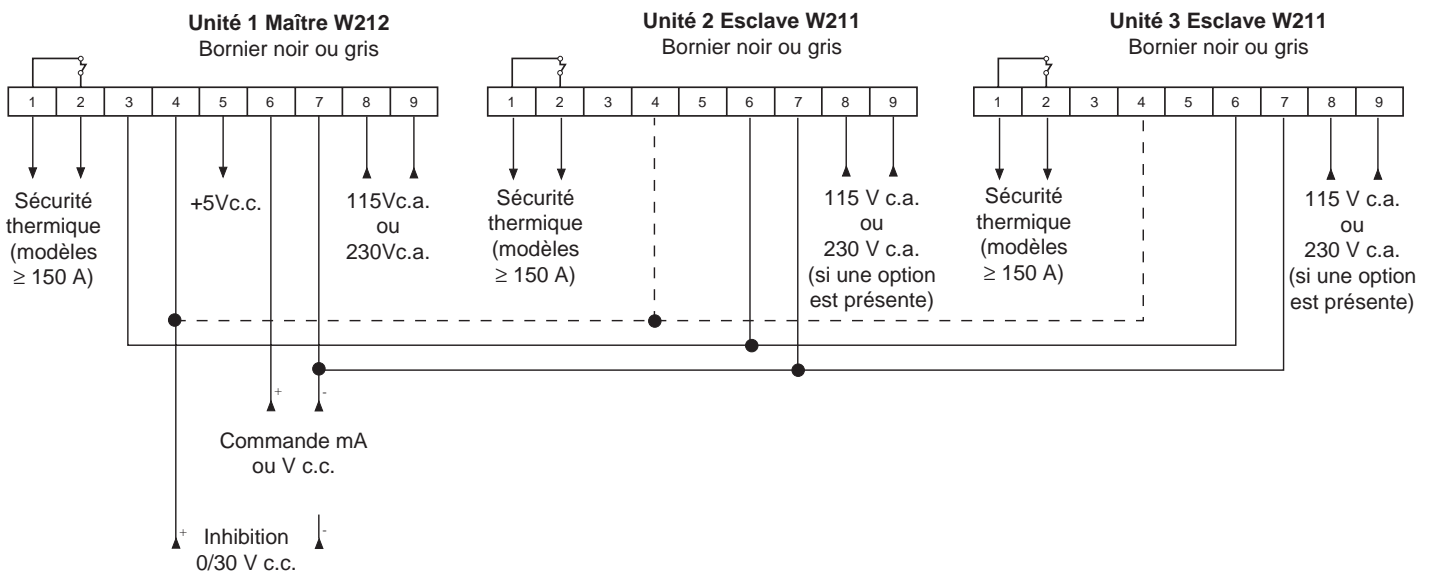 Unité 1 Maître W212
Bornier noir ou gris
1 2 3 4 5 6 7 8 9
Sécurité
thermique
(modèles
≥ 150 A)
+5Vc.c.
115Vc.a.
ou
230Vc.a.
Unité 2 Esclave W211
Bornier noir ou gris
1 2 3 4 5 6 7 8 9
Sécurité
thermique
(modèles
≥ 150 A)
115 V c.a.
ou
230 V c.a.
(si une option
est présente)
Unité 3 Esclave W211
Bornier noir ou gris
1 2 3 4 5 6 7 8 9
Sécurité
thermique
(modèles
≥ 150 A)
115 V c.a.
ou
230 V c.a.
(si une option
est présente)
+ -
Commande mA
ou V c.c.
+ Inhibition -
0/30 V c.c.